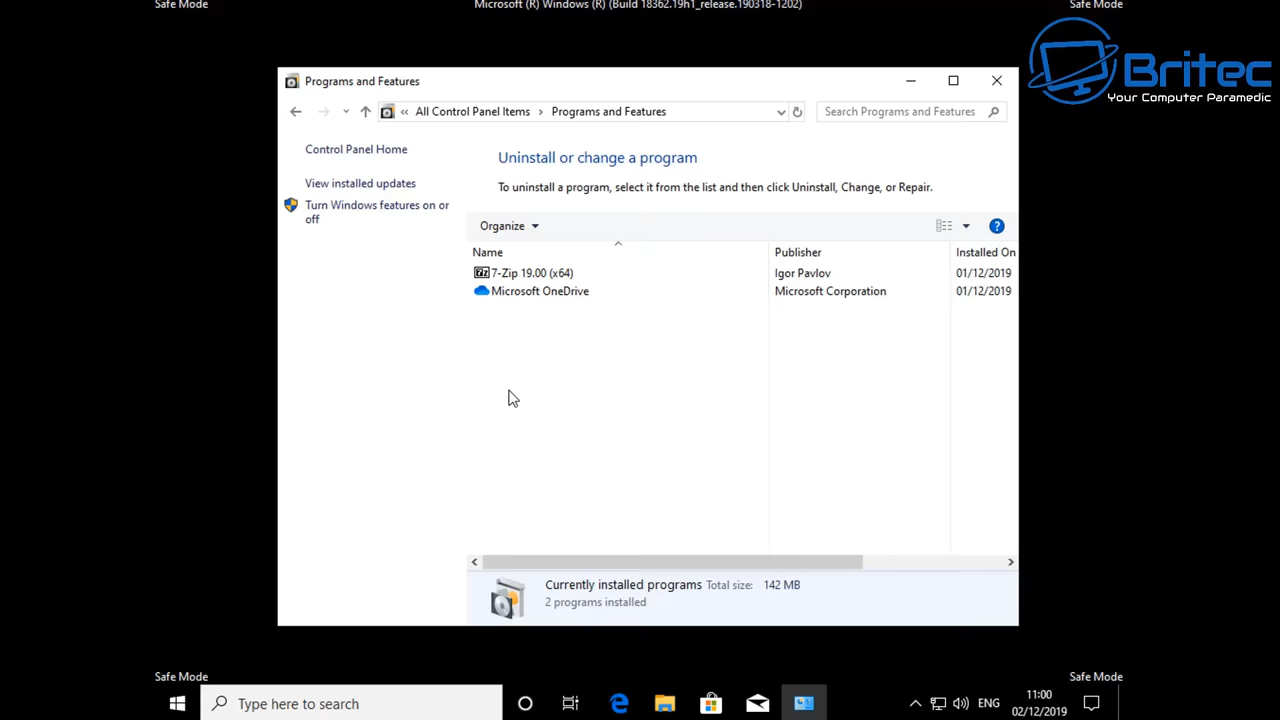 Safe Mode
Microsoft (R) Windows (R) (Build 18362.19h1_release.190318-1202)
Safe Mode
Britec
Your Computer Paramedic
Programs and Features
« All Control Panel Items > Programs and Features
Search Programs and Features
Control Panel Home
View installed updates
Turn Windows features on or
off
Uninstall or change a program
To uninstall a program, select it from the list and then click Uninstall, Change, or Repair.
Organize
?
Name Publisher Installed On
7z 7-Zip 19.00 (x64) Igor Pavlov 01/12/2019
Microsoft OneDrive Microsoft Corporation 01/12/2019
Currently installed programs Total size: 142 MB
2 programs installed
Safe Mode
Safe Mode
Type here to search
ENG
11:00
02/12/2019